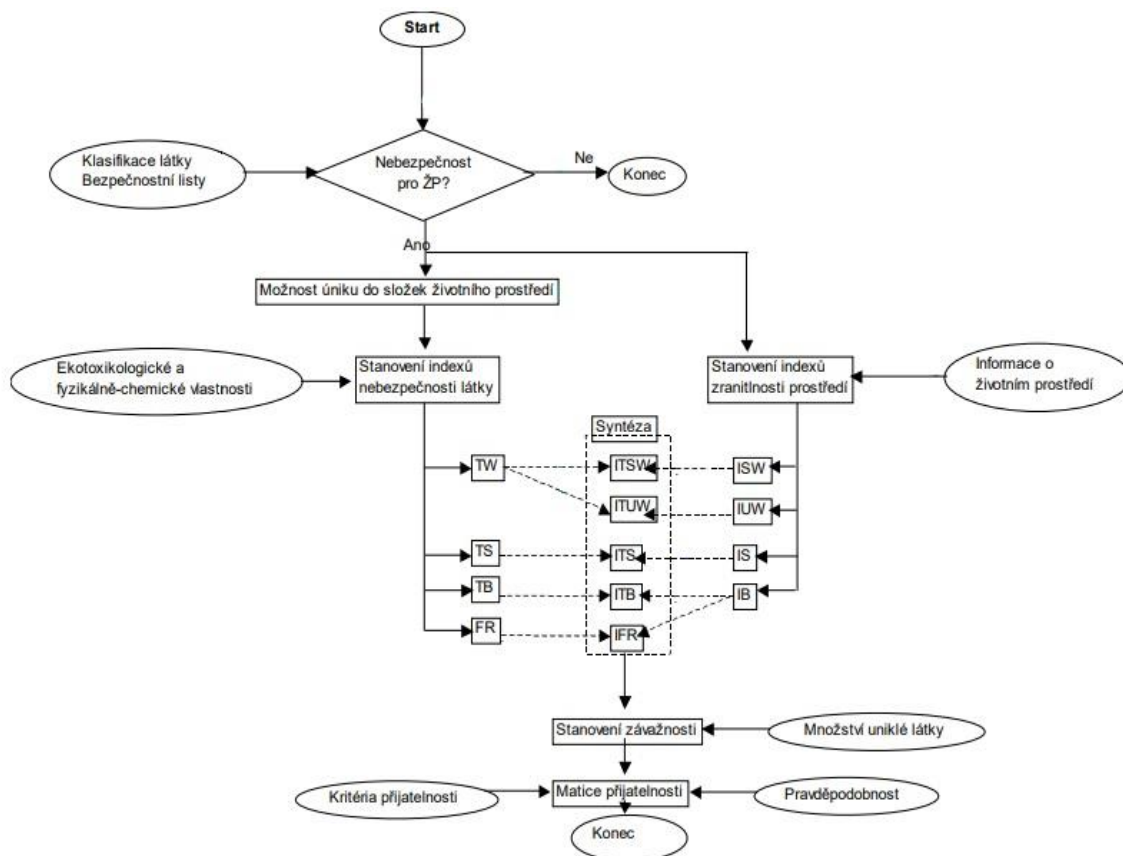 Start
Klasifikace látky
Bezpečnostní listy
Nebezpečnost
pro ŽP?
Ne
Konec
Ano
Možnost úniku do složek životního prostředí
Ekotoxikologické a
fyzikálně-chemické vlastnosti
Stanovení indexů
nebezpečnosti látky
Stanovení indexů
zranitlnosti prostředí
Informace o
životním prostředí
Syntéza
TW
ITSW
ISW
ITUW
IUW
TS
ITS
IS
TB
ITB
IB
FR
IFR
Stanovení závažnosti
Množství uniklé látky
Kritéria přijatelnosti
Matice přijatelnosti
Pravděpodobnost
Konec